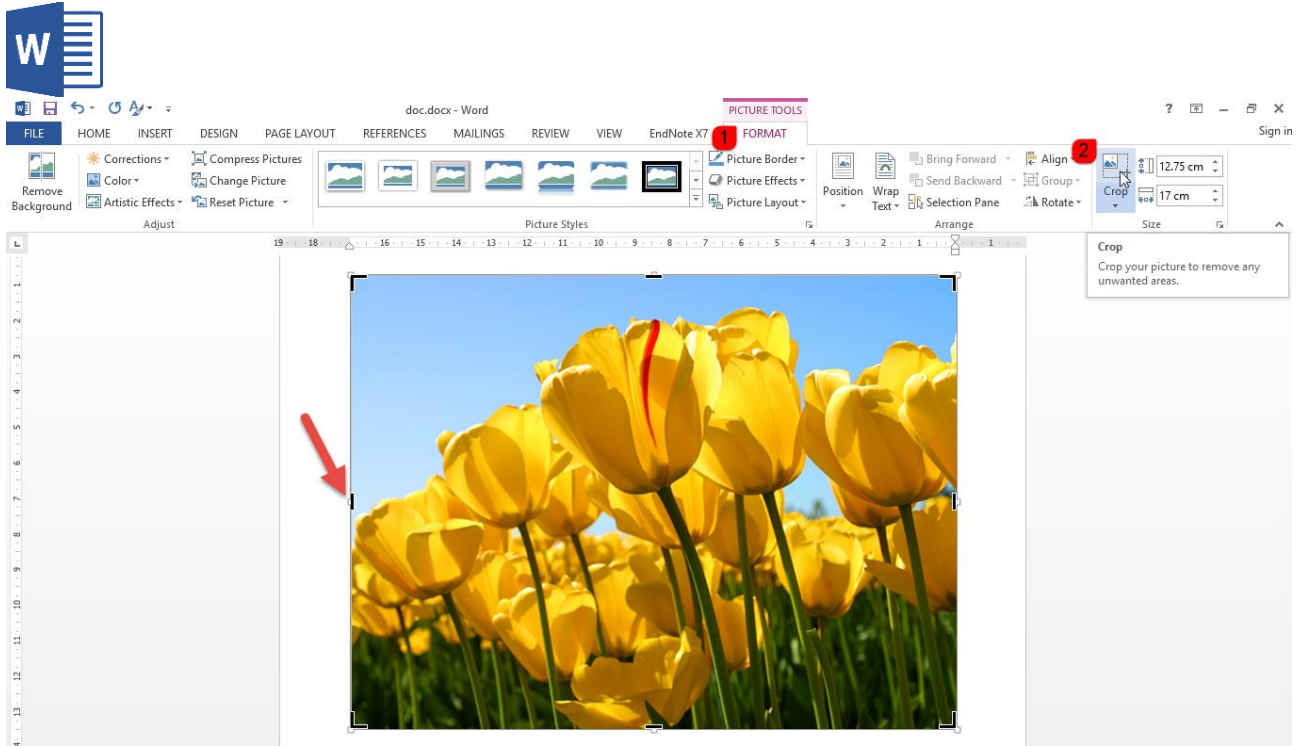 W
doc.docx - Word
PICTURE TOOLS
?
FILE HOME INSERT DESIGN PAGE LAYOUT REFERENCES MAILINGS REVIEW VIEW EndNote X7 1 FORMAT Sign in
Remove Background
Corrections
Color
Artistic Effects
Compress Pictures
Change Picture
Reset Picture
Adjust
Picture Styles
Picture Border
Picture Effects
Picture Layout
Position
Wrap Text
Bring Forward
Send Backward
Selection Pane
Align
Group
Rotate
Arrange
2
Crop
12.75 cm
17 cm
Size
L
19 18 16 15 14 13 12 11 10 9 8 7 6 5 4 3 2 1 1
Crop
Crop your picture to remove any
unwanted areas.
1
2
3
4
5
6
7
8
9
10
11
12
13